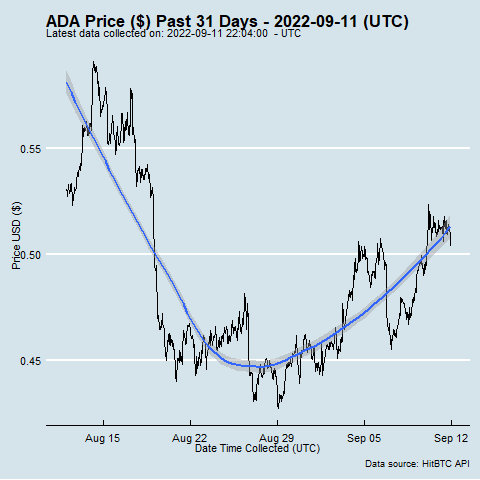 ADA Price ($) Past 31 Days - 2022-09-11 (UTC)
Latest data collected on: 2022-09-11 22:04:00 - UTC
Price USD ($)
0.55
0.50
0.45
Aug 15 Aug 22 Aug 29 Sep 05 Sep 12
Date Time Collected (UTC)
Data source: HitBTC API